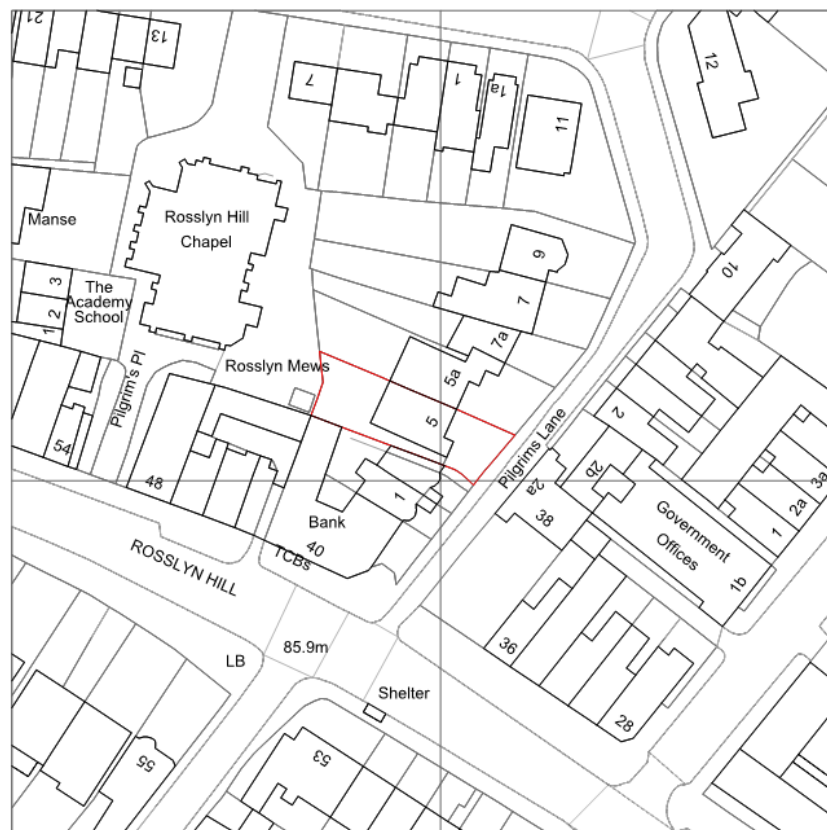 21
13
7
1
1a
11
12
Manse
Rosslyn Hill
Chapel
9
7
10
3
2
1
The
Academy
School
7a
Rosslyn Mews
5a
5
Pilgrim's Pl
Pilgrims Lane
54
48
2
2b
2a
38
1
Bank
40
TCBs
Government
Offices
3a
2a
1
1b
ROSSLYN HILL
85.9m
LB
36
28
Shelter
53
55